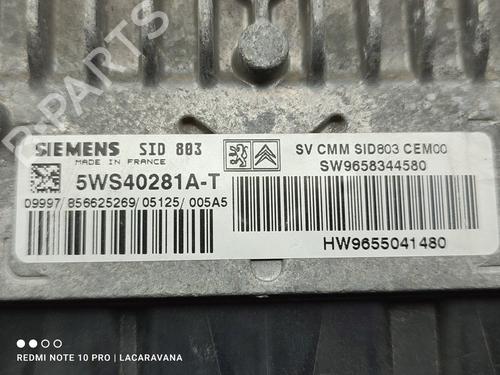 B-PARTS
SIEMENS SID 803
MADE IN FRANCE
5WS40281A-T
09997/856625269/05125/005A5
SV CMM SID803 CEM00
SW9658344580
HW9655041480
REDMI NOTE 10 PRO | LACARAVANA